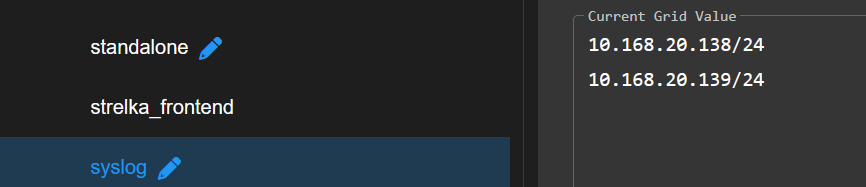 standalone
strelka_frontend
syslog
Current Grid Value
10.168.20.138/24
10.168.20.139/24